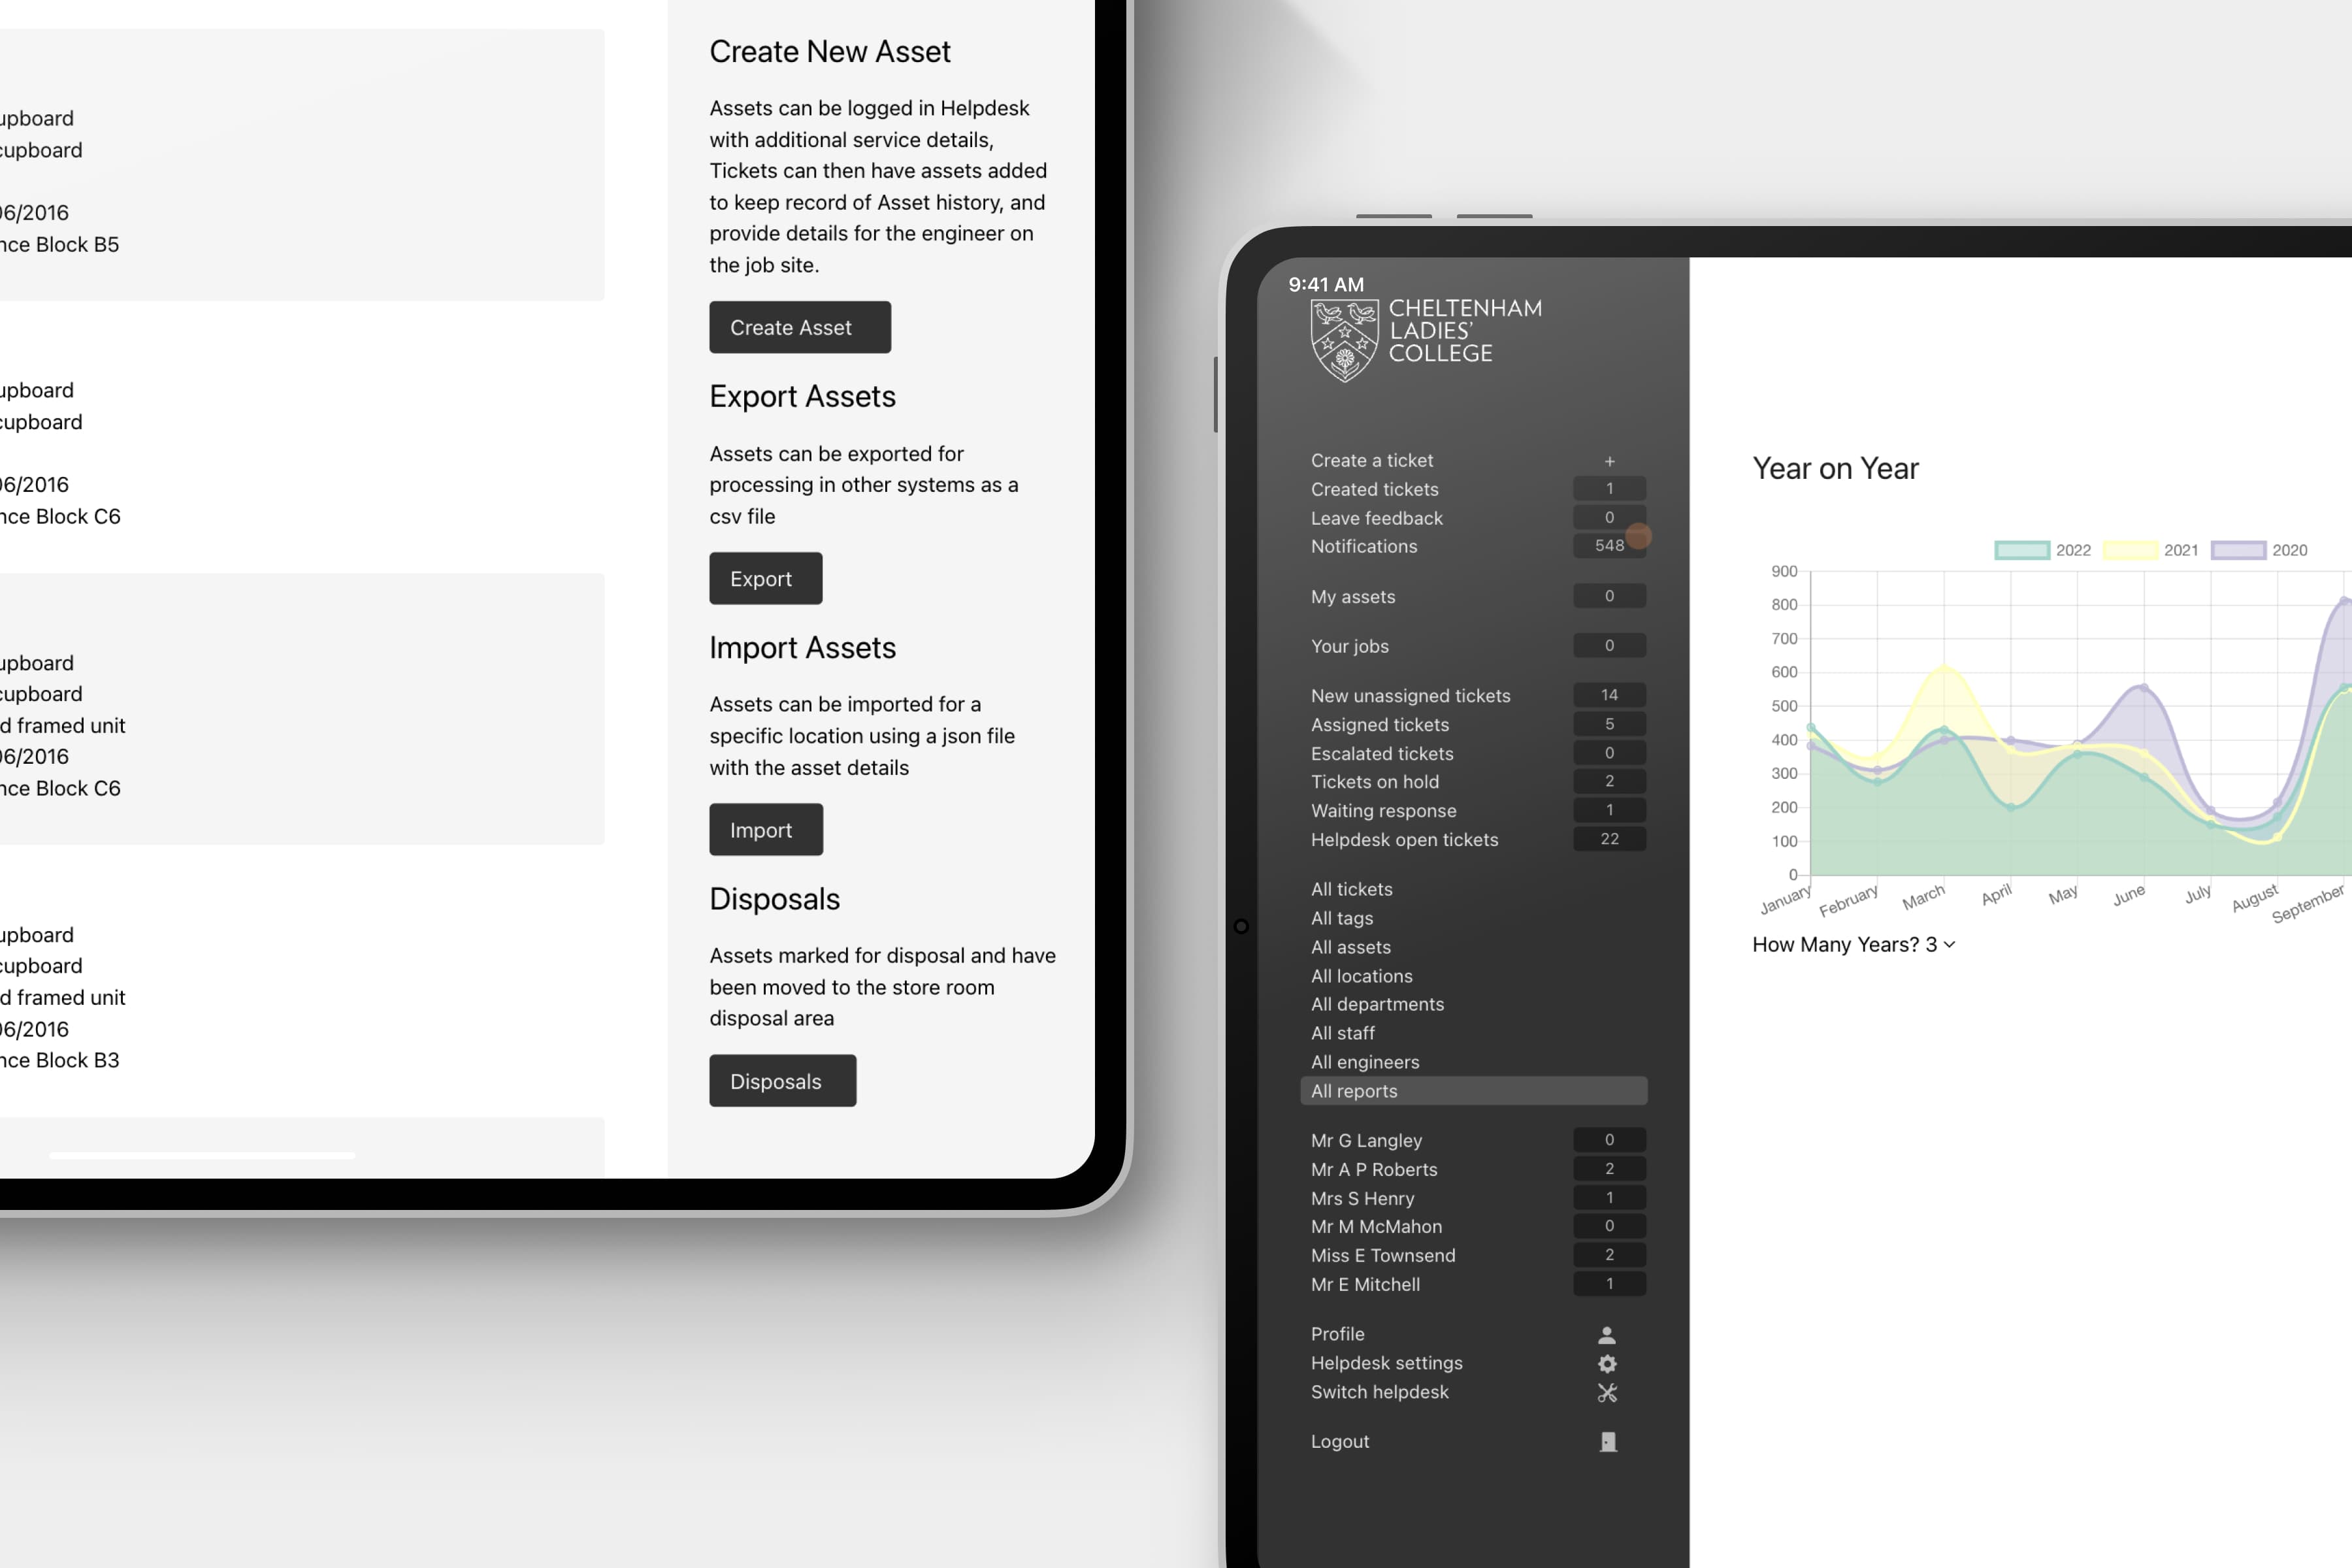 upboard
cupboard
06/2016
nce Block B5
upboard
cupboard
06/2016
nce Block C6
upboard
cupboard
d framed unit
06/2016
nce Block C6
upboard
cupboard
d framed unit
06/2016
nce Block B3
Create New Asset
Assets can be logged in Helpdesk
with additional service details,
Tickets can then have assets added
to keep record of Asset history, and
provide details for the engineer on
the job site.
Create Asset
Export Assets
Assets can be exported for
processing in other systems as a
csv file
Export
Import Assets
Assets can be imported for a
specific location using a json file
with the asset details
Import
Disposals
Assets marked for disposal and have
been moved to the store room
disposal area
Disposals
9:41 AM
CHELTENHAM
LADIES'
COLLEGE
Create a ticket +
Created tickets 1
Leave feedback 0
Notifications 548
My assets 0
Your jobs 0
New unassigned tickets 14
Assigned tickets 5
Escalated tickets 0
Tickets on hold 2
Waiting response 1
Helpdesk open tickets 22
All tickets
All tags
All assets
All locations
All departments
All staff
All engineers
All reports
Mr G Langley 0
Mr A P Roberts 2
Mrs S Henry 1
Mr M McMahon 0
Miss E Townsend 2
Mr E Mitchell 1
Profile
Helpdesk settings
Switch helpdesk
Logout
Year on Year
2022 2021 2020
900
800
700
600
500
400
300
200
100
0
January February March April May June July August September
How Many Years? 3